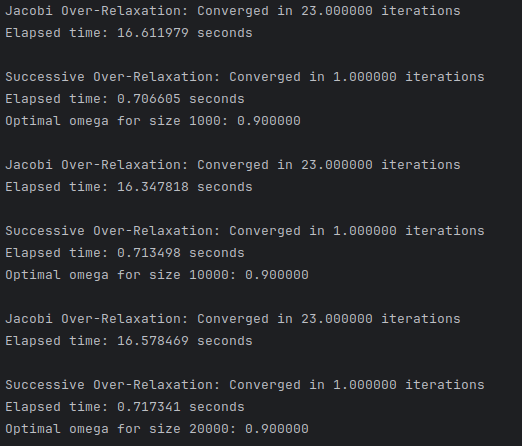 Jacobi Over-Relaxation: Converged in 23.000000 iterations
Elapsed time: 16.611979 seconds
Successive Over-Relaxation: Converged in 1.000000 iterations
Elapsed time: 0.706605 seconds
Optimal omega for size 1000: 0.900000
Jacobi Over-Relaxation: Converged in 23.000000 iterations
Elapsed time: 16.347818 seconds
Successive Over-Relaxation: Converged in 1.000000 iterations
Elapsed time: 0.713498 seconds
Optimal omega for size 10000: 0.900000
Jacobi Over-Relaxation: Converged in 23.000000 iterations
Elapsed time: 16.578469 seconds
Successive Over-Relaxation: Converged in 1.000000 iterations
Elapsed time: 0.717341 seconds
Optimal omega for size 20000: 0.900000